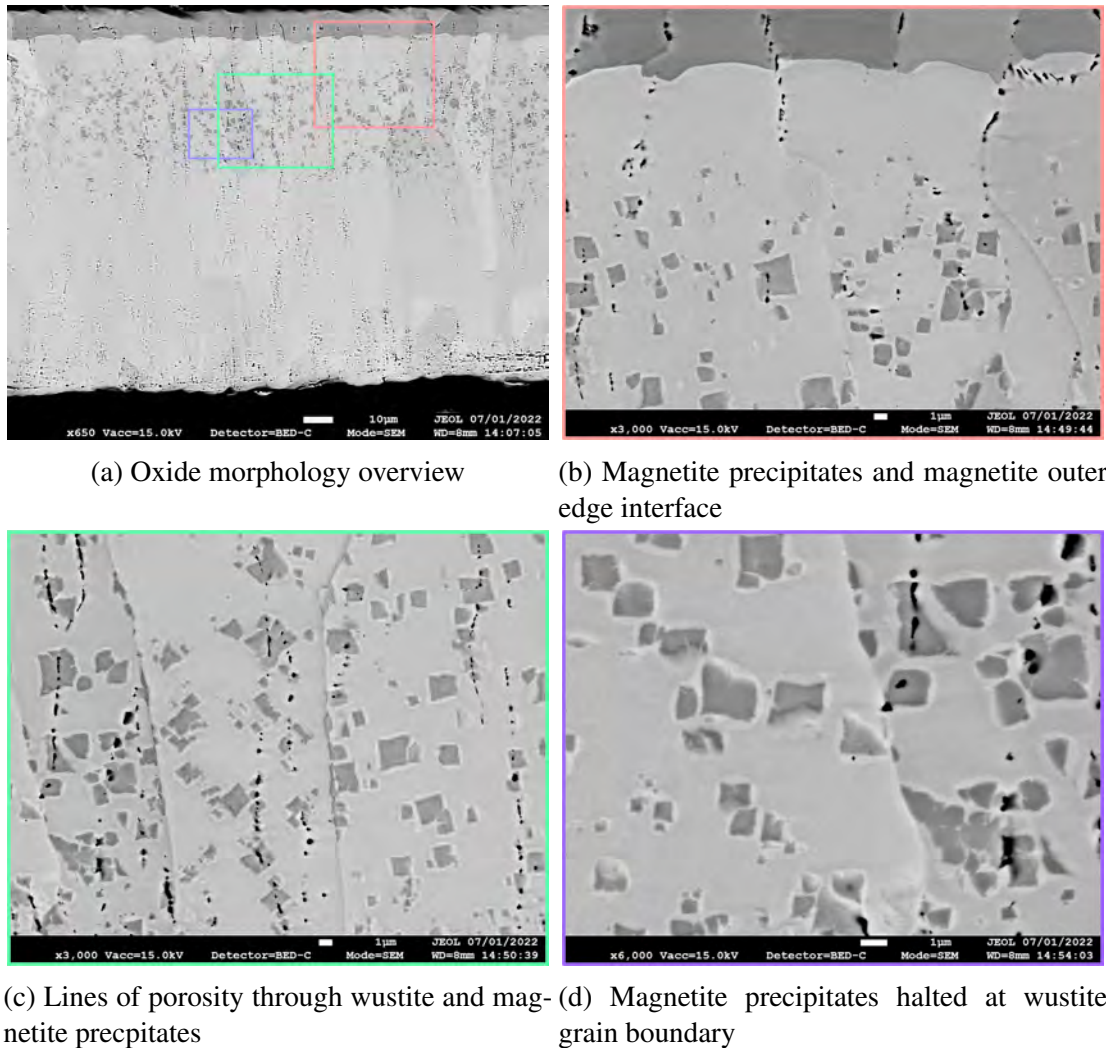 10µm JEOL 07/01/2022
x650 Vacc=15.0kV Detector=BED-C Mode=SEM WD=8mm 14:07:05
1µm JEOL 07/01/2022
x3,000 Vacc=15.0kV Detector=BED-C Mode=SEM WD=8mm 14:49:44
(a) Oxide morphology overview
(b) Magnetite precipitates and magnetite outer
edge interface
1µm JEOL 07/01/2022
x3,000 Vacc=15.0kV Detector=BED-C Mode=SEM WD=8mm 14:50:39
1µm JEOL 07/01/2022
x6,000 Vacc=15.0kV Detector=BED-C Mode=SEM WD=8mm 14:54:03
(c) Lines of porosity through wustite and mag-
netite precpitates
(d) Magnetite precipitates halted at wustite
grain boundary